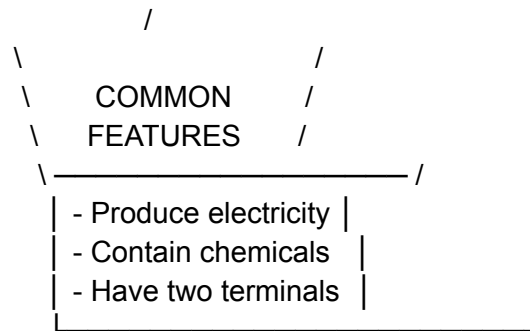 /
\ /
\ COMMON /
\ FEATURES /
\ ──────────────────── /
│ - Produce electricity │
│ - Contain chemicals │
│ - Have two terminals │
└───────────────────────────